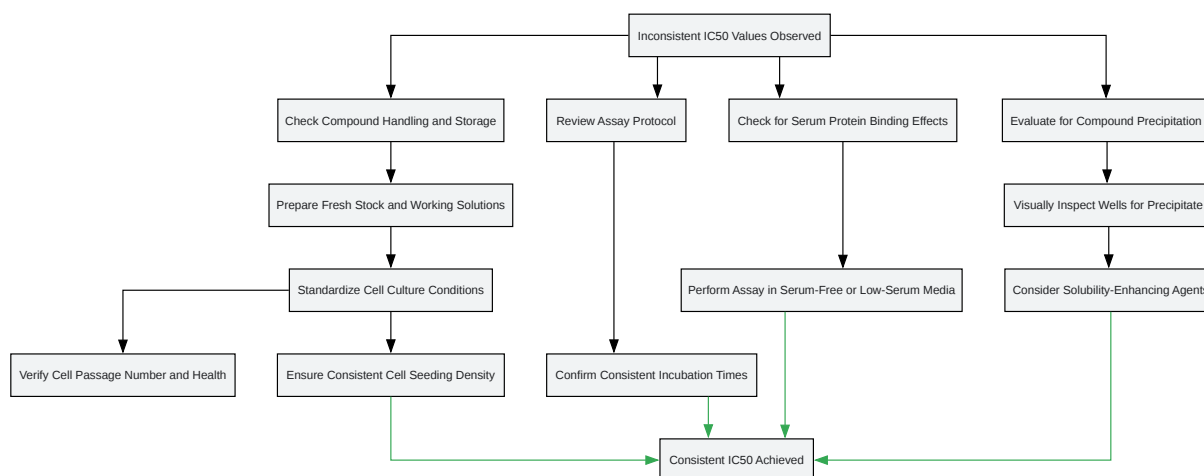 Inconsistent IC50 Values Observed
Check Compound Handling and Storage
Review Assay Protocol
Check for Serum Protein Binding Effects
Evaluate for Compound Precipitation
Prepare Fresh Stock and Working Solutions
Visually Inspect Wells for Precipitate
Standardize Cell Culture Conditions
Perform Assay in Serum-Free or Low-Serum Media
Consider Solubility-Enhancing Agents
Verify Cell Passage Number and Health
Ensure Consistent Cell Seeding Density
Confirm Consistent Incubation Times
Consistent IC50 Achieved